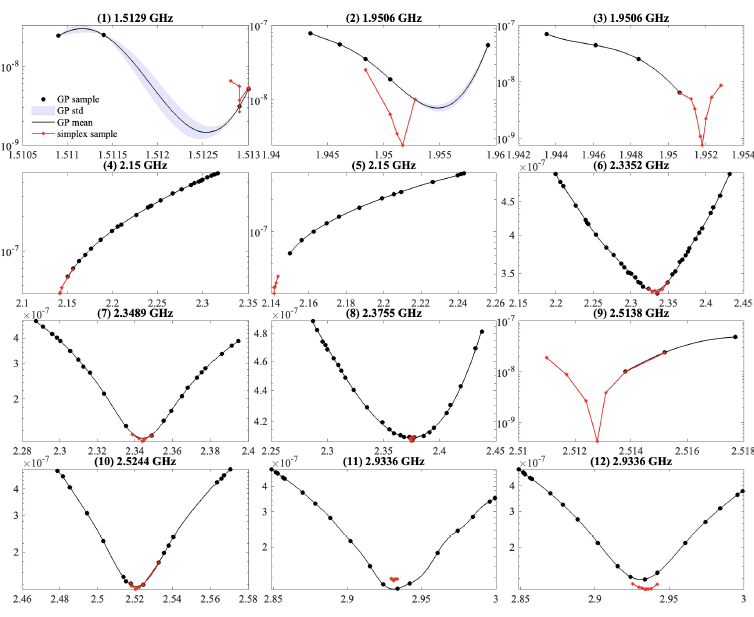 (1) 1.5129 GHz
(2) 1.9506 GHz
(3) 1.9506 GHz
10^-8
10^-9
GP sample
GP std
GP mean
simplex sample
1.5105 1.511 1.5115 1.512 1.5125 1.513
10^-7
10^-8
1.94 1.945 1.95 1.955 1.96
10^-7
10^-8
10^-9
1.942 1.944 1.946 1.948 1.95 1.952 1.954
(4) 2.15 GHz
(5) 2.15 GHz
(6) 2.3352 GHz
10^-7
2.1 2.15 2.2 2.25 2.3 2.35
10^-7
2.14 2.16 2.18 2.2 2.22 2.24 2.26
×10^-7
4.5
4
3.5
2.15 2.2 2.25 2.3 2.35 2.4 2.45
(7) 2.3489 GHz
(8) 2.3755 GHz
(9) 2.5138 GHz
×10^-7
4
3
2
2.28 2.3 2.32 2.34 2.36 2.38 2.4
×10^-7
4.8
4.6
4.4
4.2
2.25 2.3 2.35 2.4 2.45
10^-7
10^-8
10^-9
2.51 2.512 2.514 2.516 2.518
(10) 2.5244 GHz
(11) 2.9336 GHz
(12) 2.9336 GHz
×10^-7
4
3
2
2.46 2.48 2.5 2.52 2.54 2.56 2.58
×10^-7
4
3
2
2.85 2.9 2.95 3
×10^-7
4
3
2
2.85 2.9 2.95 3